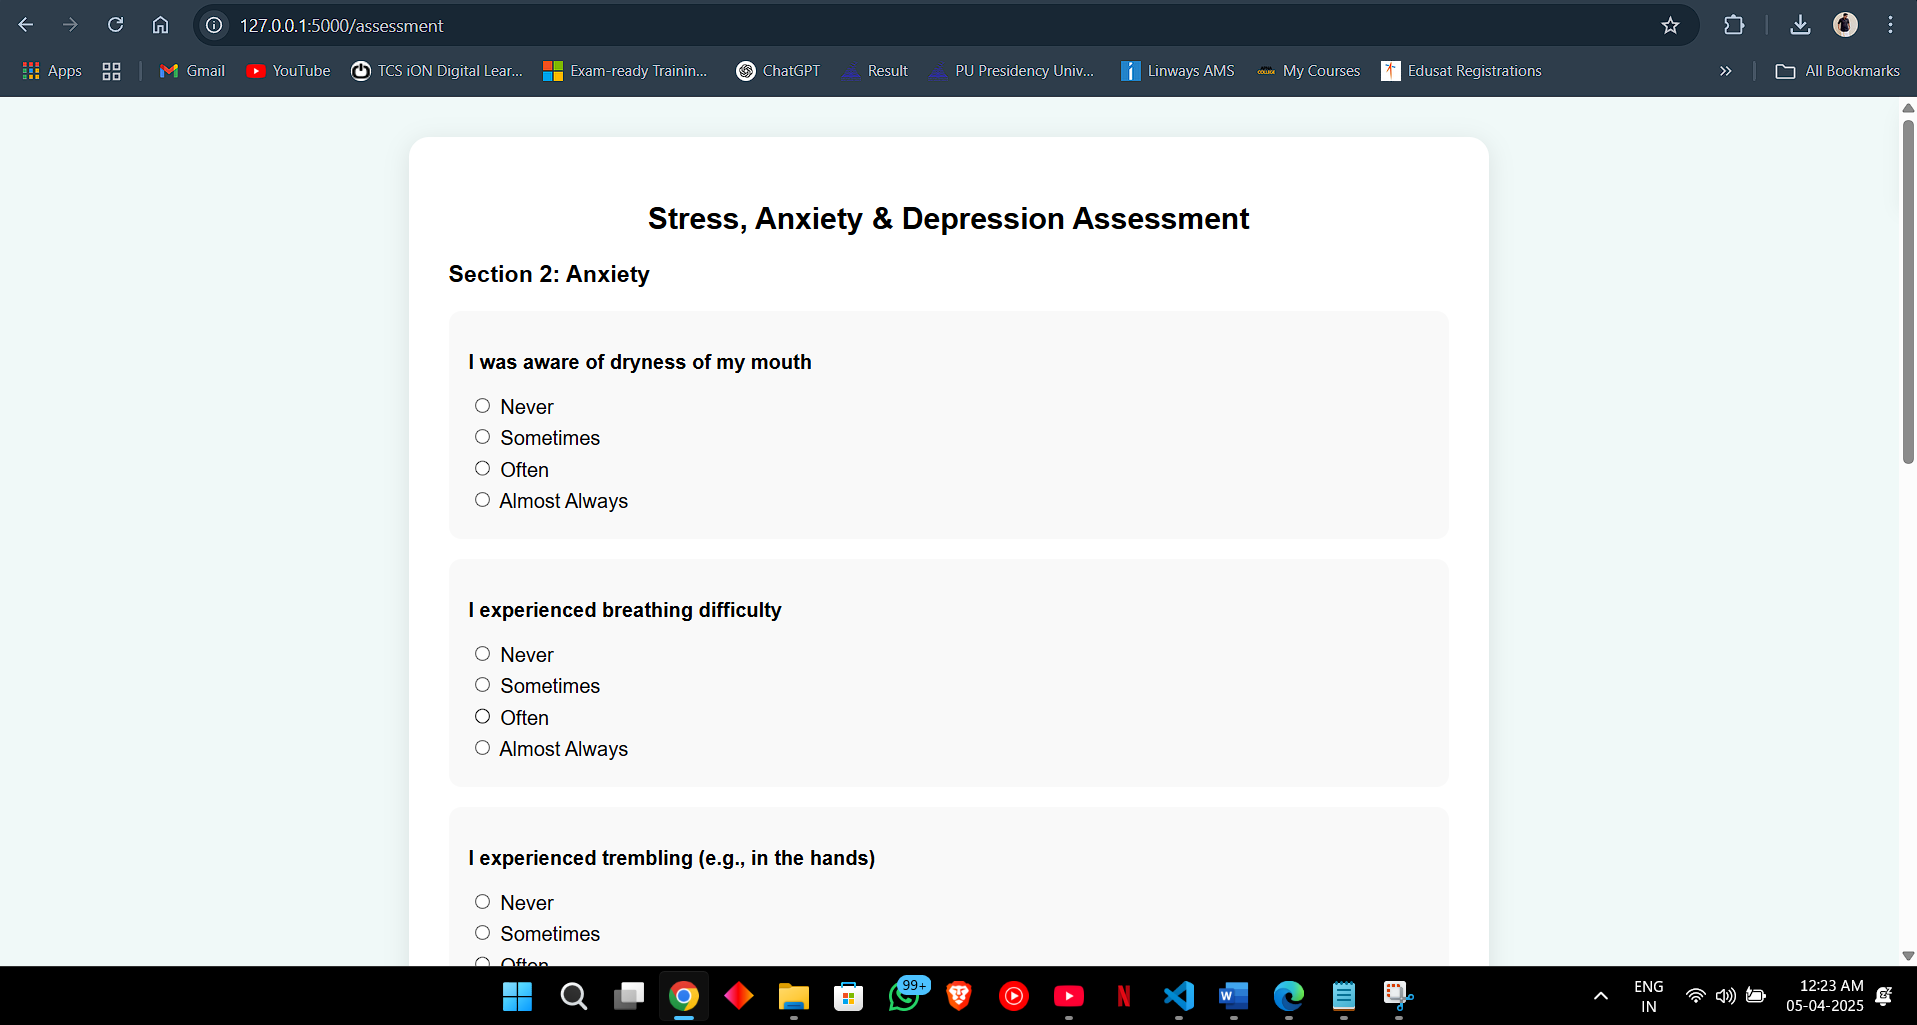 127.0.0.1:5000/assessment
Apps Gmail YouTube TCS iON Digital Lear... Exam-ready Trainin... ChatGPT Result PU Presidency Univ... Linways AMS My Courses Edusat Registrations » All Bookmarks
Stress, Anxiety & Depression Assessment
Section 2: Anxiety
I was aware of dryness of my mouth
Never
Sometimes
Often
Almost Always
I experienced breathing difficulty
Never
Sometimes
Often
Almost Always
I experienced trembling (e.g., in the hands)
Never
Sometimes
Often
99+
ENG
IN
12:23 AM
05-04-2025